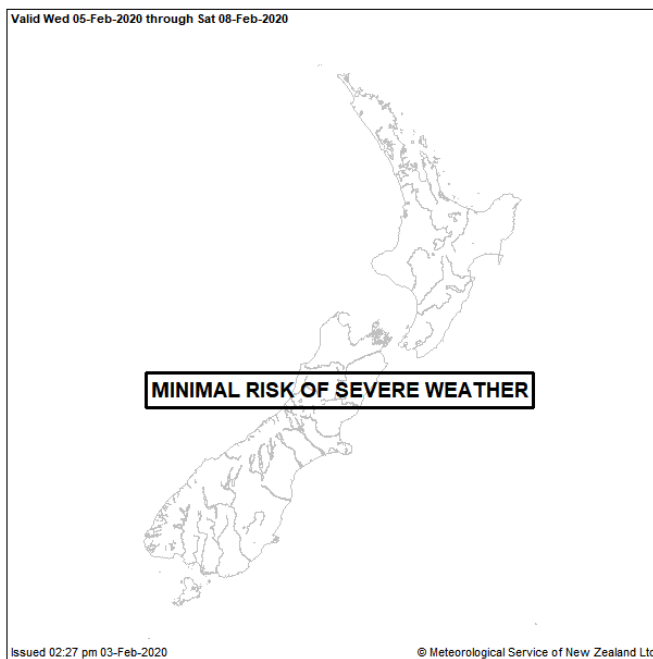 Valid Wed 05-Feb-2020 through Sat 08-Feb-2020
MINIMAL RISK OF SEVERE WEATHER
Issued 02:27 pm 03-Feb-2020
© Meteorological Service of New Zealand Ltd